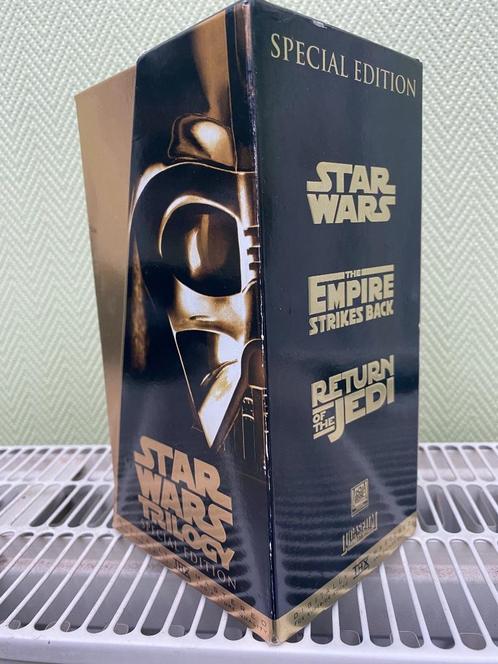 SPECIAL EDITION
STAR
WARS
THE
EMPIRE
STRIKES BACK
RETURN
OF THE
JEDI
LUCASFILM
THX
STAR
WARS
TRILOGY
SPECIAL EDITION
THX